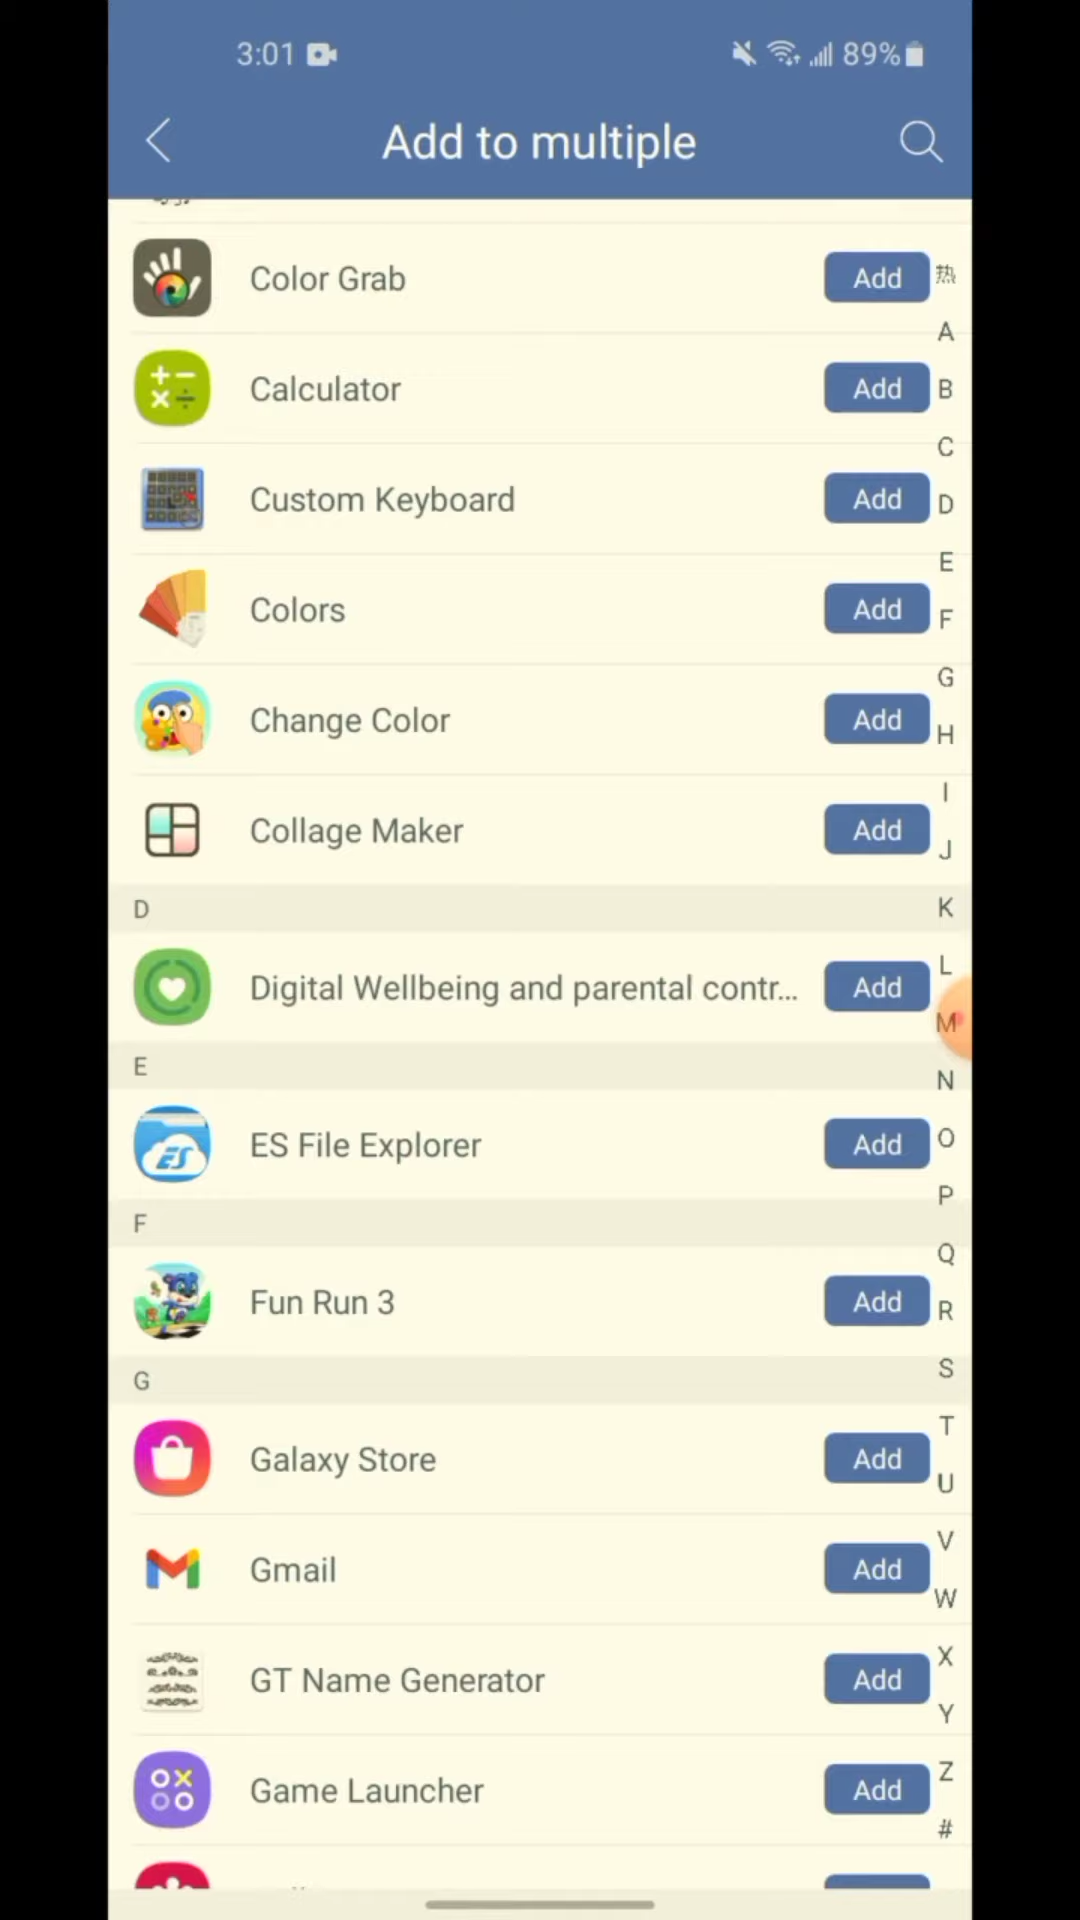 3:01
89%
Add to multiple
Color Grab
Add
热
A
Calculator
Add
B
C
Custom Keyboard
Add
D
E
Colors
Add
F
G
Change Color
Add
H
I
Collage Maker
Add
J
D
K
L
Digital Wellbeing and parental contr...
Add
M
E
N
ES File Explorer
Add
O
P
F
Q
Fun Run 3
Add
R
S
G
T
Galaxy Store
Add
U
V
Gmail
Add
W
X
GT Name Generator
Add
Y
Z
Game Launcher
Add
#